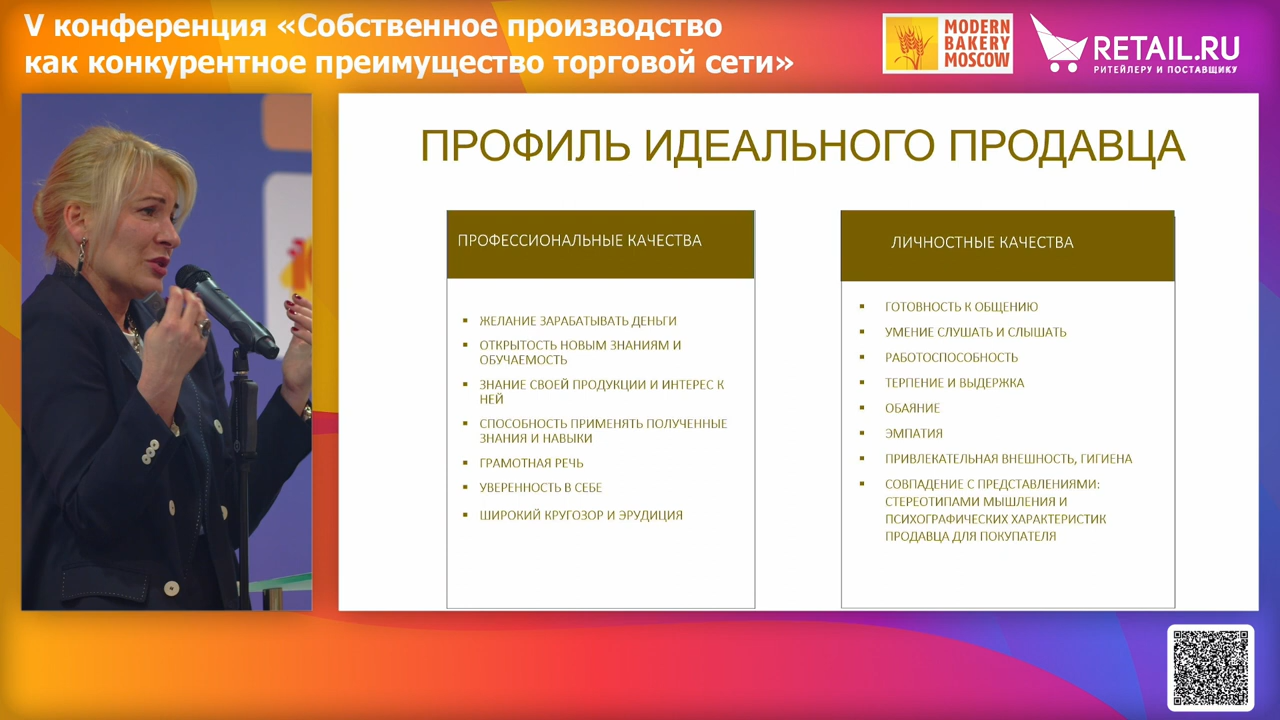 V конференция «Собственное производство
как конкурентное преимущество торговой сети»
MODERN
BAKERY
MOSCOW
RETAIL.RU
РИТЕЙЛЕРУ И ПОСТАВЩИКУ
ПРОФИЛЬ ИДЕАЛЬНОГО ПРОДАВЦА
ПРОФЕССИОНАЛЬНЫЕ КАЧЕСТВА
▪ ЖЕЛАНИЕ ЗАРАБАТЫВАТЬ ДЕНЬГИ
▪ ОТКРЫТОСТЬ НОВЫМ ЗНАНИЯМ И
ОБУЧАЕМОСТЬ
▪ ЗНАНИЕ СВОЕЙ ПРОДУКЦИИ И ИНТЕРЕС К
НЕЙ
▪ СПОСОБНОСТЬ ПРИМЕНЯТЬ ПОЛУЧЕННЫЕ
ЗНАНИЯ И НАВЫКИ
▪ ГРАМОТНАЯ РЕЧЬ
▪ УВЕРЕННОСТЬ В СЕБЕ
▪ ШИРОКИЙ КРУГОЗОР И ЭРУДИЦИЯ
ЛИЧНОСТНЫЕ КАЧЕСТВА
▪ ГОТОВНОСТЬ К ОБЩЕНИЮ
▪ УМЕНИЕ СЛУШАТЬ И СЛЫШАТЬ
▪ РАБОТОСПОСОБНОСТЬ
▪ ТЕРПЕНИЕ И ВЫДЕРЖКА
▪ ОБАЯНИЕ
▪ ЭМПАТИЯ
▪ ПРИВЛЕКАТЕЛЬНАЯ ВНЕШНОСТЬ, ГИГИЕНА
▪ СОВПАДЕНИЕ С ПРЕДСТАВЛЕНИЯМИ:
СТЕРЕОТИПАМИ МЫШЛЕНИЯ И
ПСИХОГРАФИЧЕСКИХ ХАРАКТЕРИСТИК
ПРОДАВЦА ДЛЯ ПОКУПАТЕЛЯ